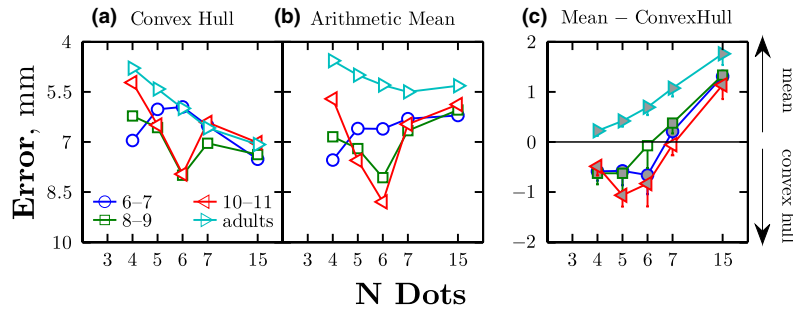 (a) Convex Hull
(b) Arithmetic Mean
(c) Mean − ConvexHull
Error, mm
4
5.5
7
8.5
10
6–7
8–9
10–11
adults
3 4 5 6 7 15
3 4 5 6 7 15
2
1
0
−1
−2
3 4 5 6 7 15
mean
convex hull
N Dots